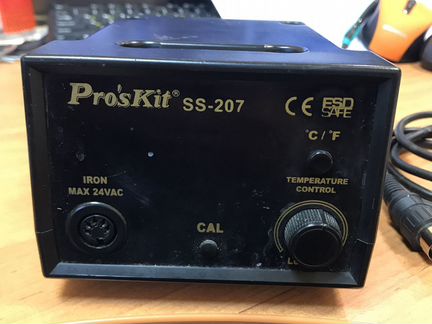 Pro'sKit® SS-207
CE ESD
SAFE
°C / °F
IRON
MAX 24VAC
TEMPERATURE
CONTROL
CAL